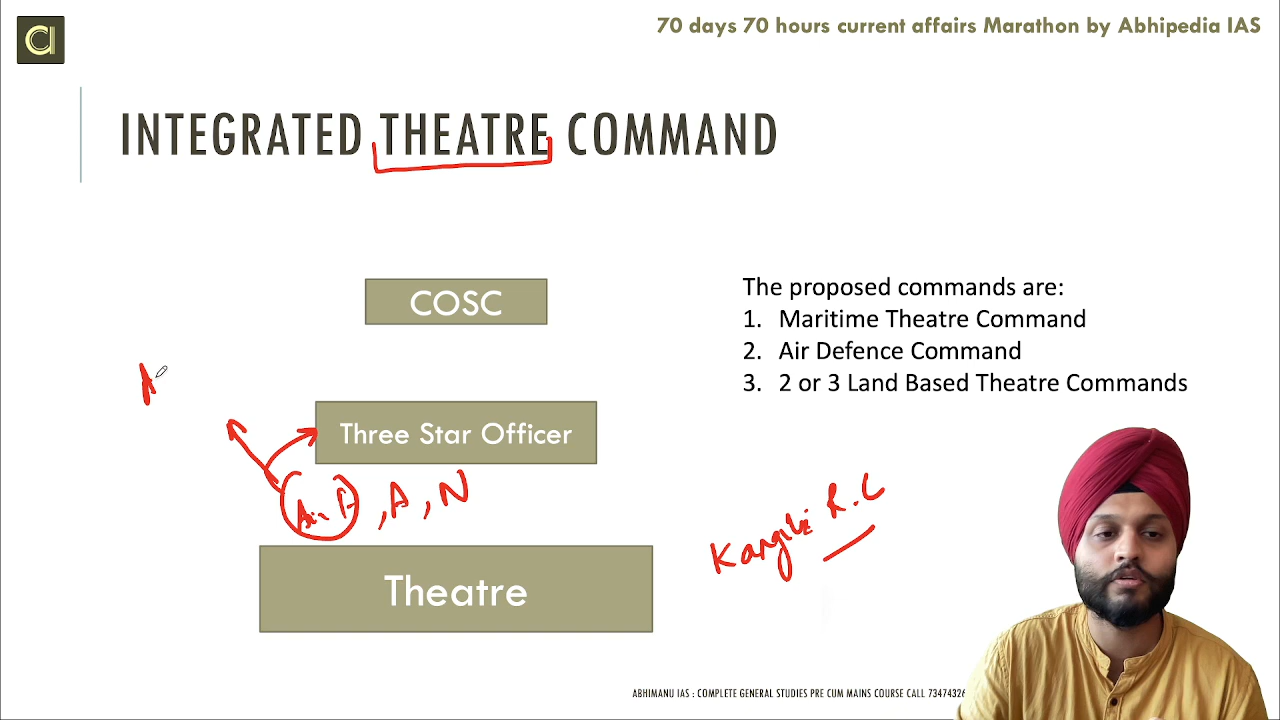 70 days 70 hours current affairs Marathon by Abhipedia IAS
INTEGRATED THEATRE COMMAND
COSC
The proposed commands are:
1. Maritime Theatre Command
2. Air Defence Command
3. 2 or 3 Land Based Theatre Commands
A
Three Star Officer
Air F, A, N
R.C
Theatre
ABHIMANU IAS : COMPLETE GENERAL STUDIES PRE CUM MAINS COURSE CALL 73474326